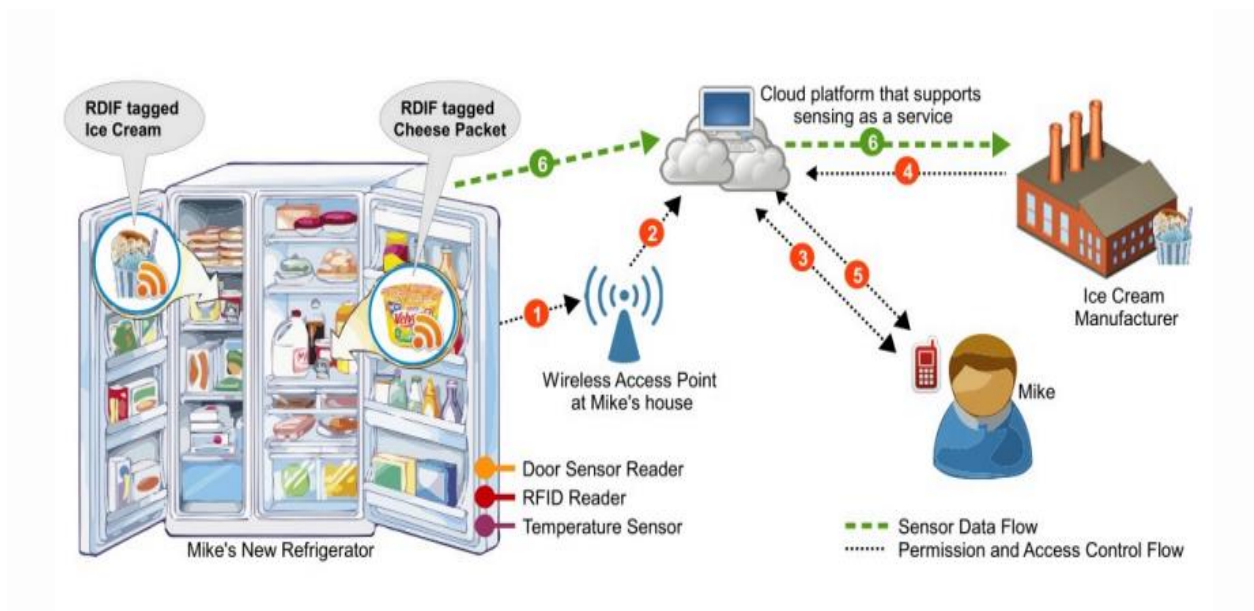 RDIF tagged
Ice Cream
RDIF tagged
Cheese Packet
Cloud platform that supports
sensing as a service
6
6
4
2
3
5
1
Ice Cream
Manufacturer
Wireless Access Point
at Mike's house
Mike
Door Sensor Reader
RFID Reader
Temperature Sensor
Mike's New Refrigerator
Sensor Data Flow
Permission and Access Control Flow